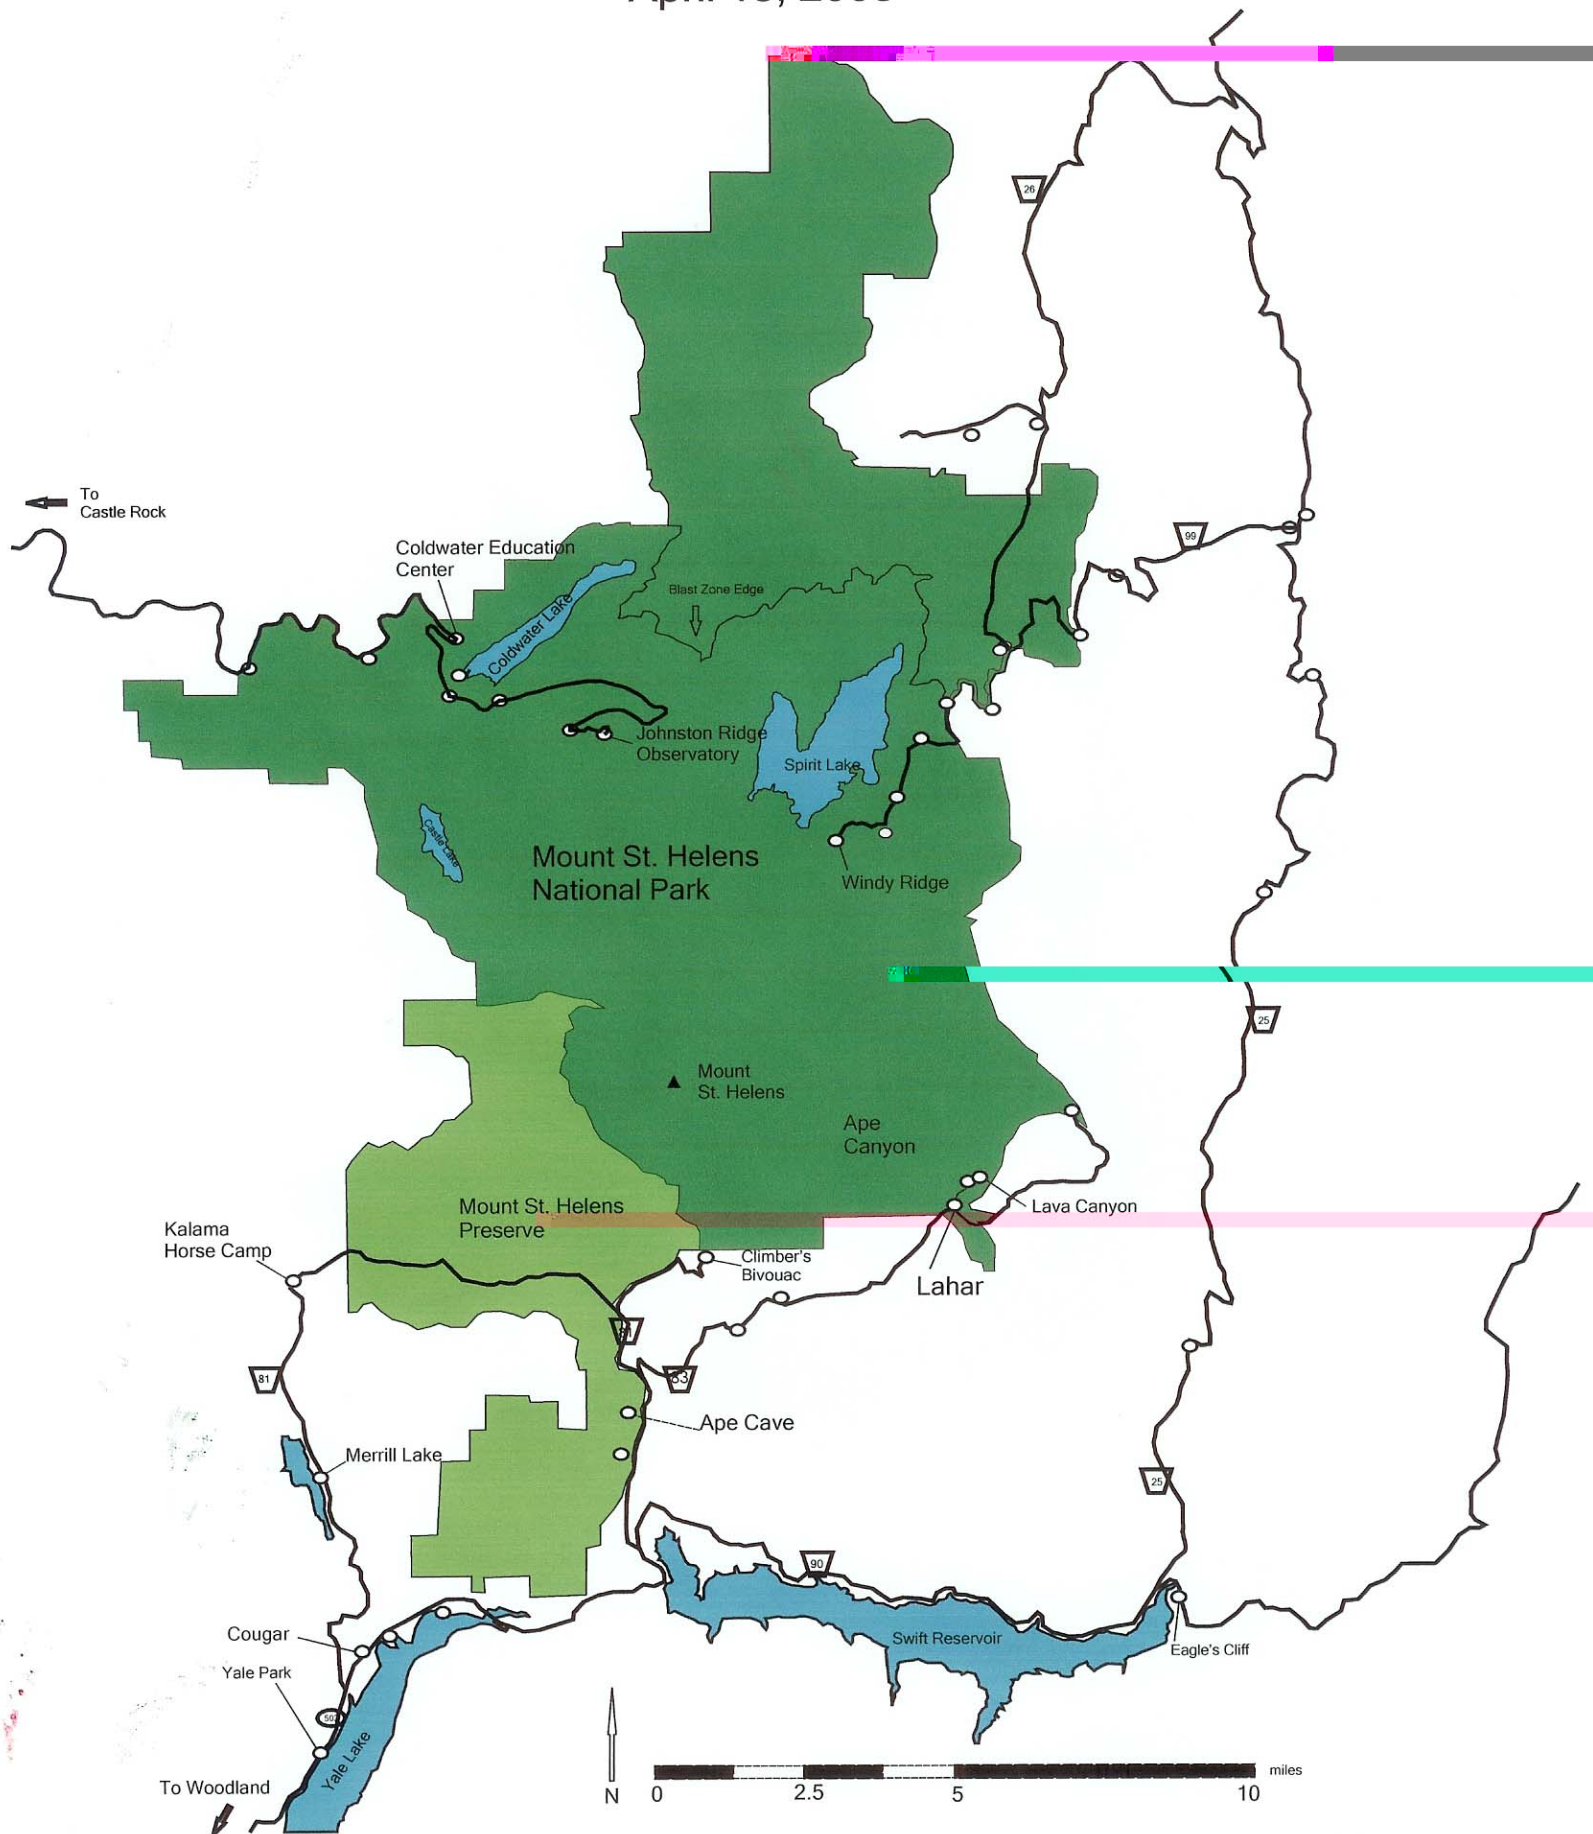 26
To
Castle Rock
99
Coldwater Education
Center
Blast Zone Edge
Coldwater Lake
Johnston Ridge
Observatory
Spirit Lake
Castle Lake
Mount St. Helens
National Park
Windy Ridge
25
Mount
St. Helens
Ape
Canyon
Mount St. Helens
Preserve
Lava Canyon
Kalama
Horse Camp
Climber's
Bivouac
Lahar
81
81
83
Ape Cave
Merrill Lake
25
90
Cougar
Swift Reservoir
Eagle's Cliff
Yale Park
Yale Lake
To Woodland
N
miles
0
2.5
5
10